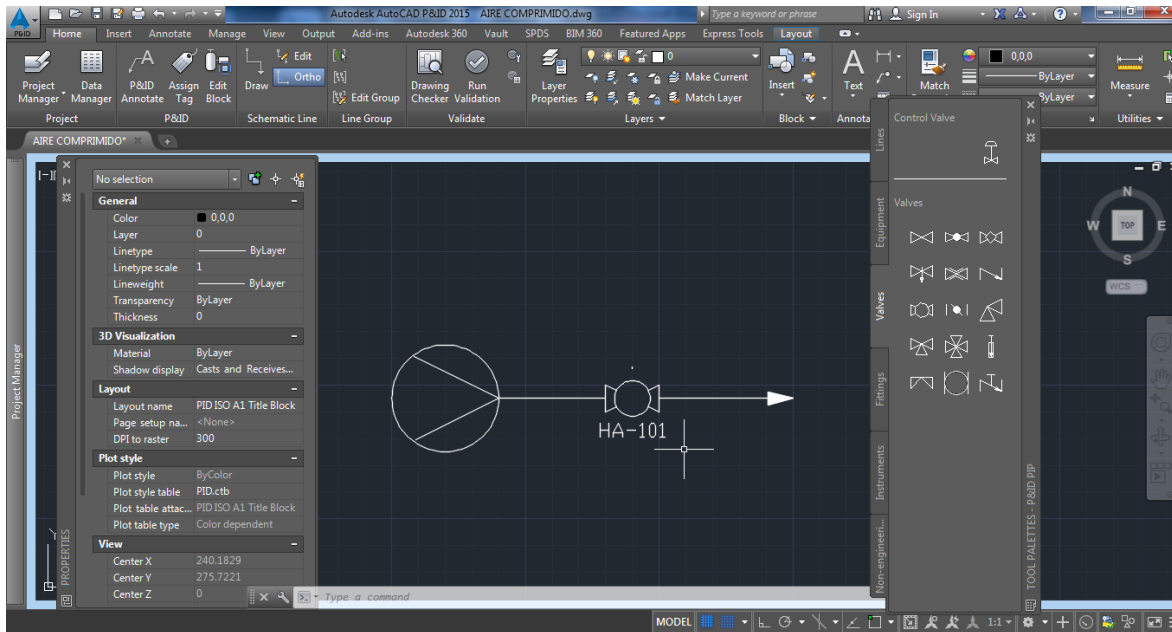 Autodesk AutoCAD P&ID 2015 AIRE COMPRIMIDO.dwg
Type a keyword or phrase
Sign In
P&ID
Home Insert Annotate Manage View Output Add-ins Autodesk 360 Vault SPDS BIM 360 Featured Apps Express Tools Layout
Project Manager
Data Manager
P&ID Annotate
Assign Tag
Edit Block
Draw
Edit
Ortho
Edit Group
Drawing Checker
Run Validation
Layer Properties
0
Make Current
Match Layer
Insert
Text
Match
0,0,0
ByLayer
ByLayer
Measure
Project P&ID Schematic Line Line Group Validate Layers Block Annota Utilities
AIRE COMPRIMIDO*
Project Manager
No selection
General
Color 0,0,0
Layer 0
Linetype ByLayer
Linetype scale 1
Lineweight ByLayer
Transparency ByLayer
Thickness 0
3D Visualization
Material ByLayer
Shadow display Casts and Receives...
Layout
Layout name PID ISO A1 Title Block
Page setup na... <None>
DPI to raster 300
Plot style
Plot style ByColor
Plot style table PID.ctb
Plot table attac... PID ISO A1 Title Block
Plot table type Color dependent
View
Center X 240.1829
Center Y 275.7221
Center Z 0
PROPERTIES
Y
HA-101
Type a command
Control Valve
Valves
Lines
Equipment
Valves
Fittings
Instruments
Non-engineeri...
TOOL PALETTES - P&ID PIP
N
W TOP E
S
WCS
MODEL
1:1